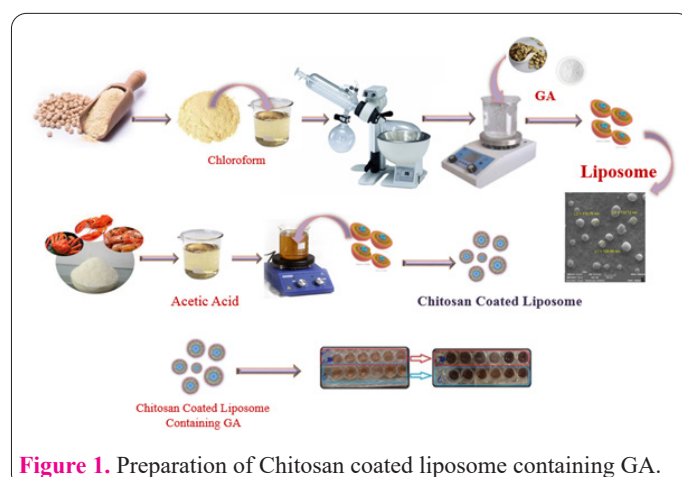 GA
Chloroform
Liposome
Acetic Acid
Chitosan Coated Liposome
Chitosan Coated Liposome
Containing GA
Figure 1. Preparation of Chitosan coated liposome containing GA.